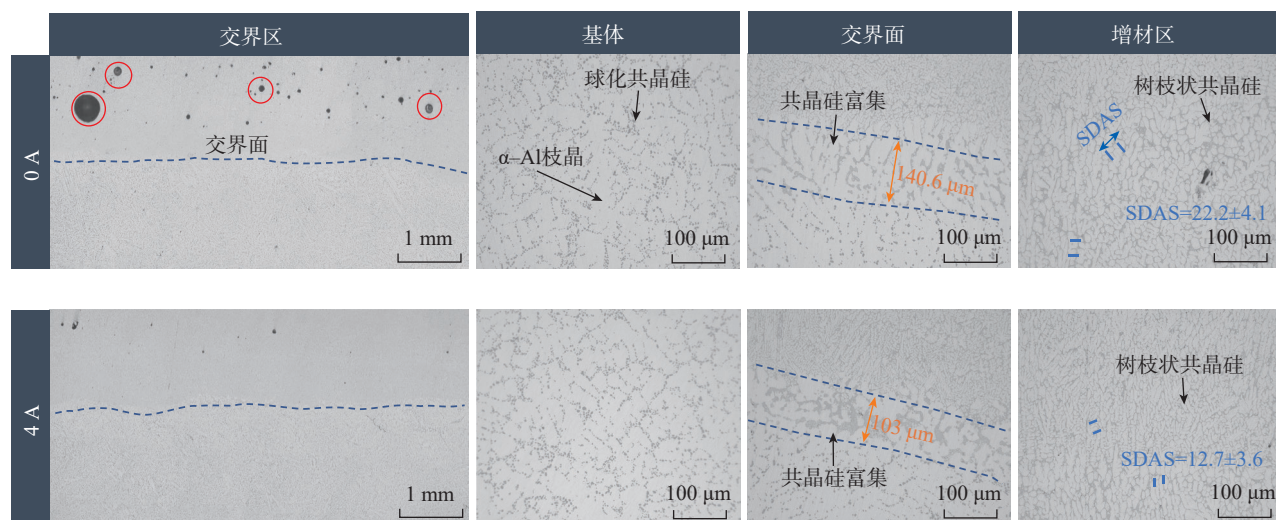 交界区
基体
交界面
增材区
0 A
交界面
1 mm
球化共晶硅
α–Al枝晶
100 μm
共晶硅富集
140.6 μm
100 μm
树枝状共晶硅
SDAS
SDAS=22.2±4.1
100 μm
4 A
1 mm
100 μm
103 μm
共晶硅富集
100 μm
树枝状共晶硅
SDAS=12.7±3.6
100 μm